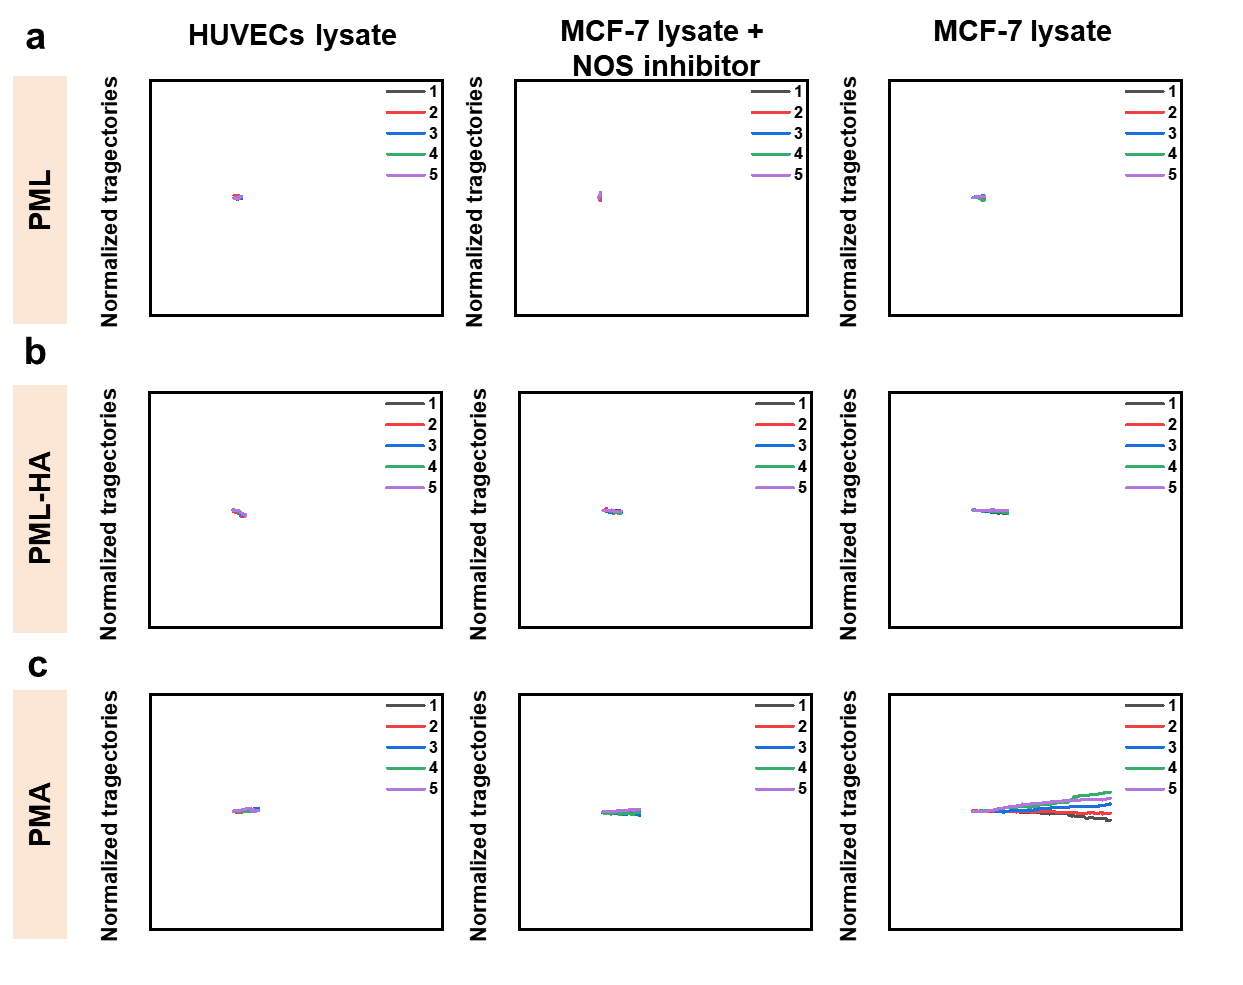 a
HUVECs lysate
MCF-7 lysate +
NOS inhibitor
MCF-7 lysate
PML
Normalized tragectories
1
2
3
4
5
Normalized tragectories
1
2
3
4
5
Normalized tragectories
1
2
3
4
5
b
PML-HA
Normalized tragectories
1
2
3
4
5
Normalized tragectories
1
2
3
4
5
Normalized tragectories
1
2
3
4
5
c
PMA
Normalized tragectories
1
2
3
4
5
Normalized tragectories
1
2
3
4
5
Normalized tragectories
1
2
3
4
5